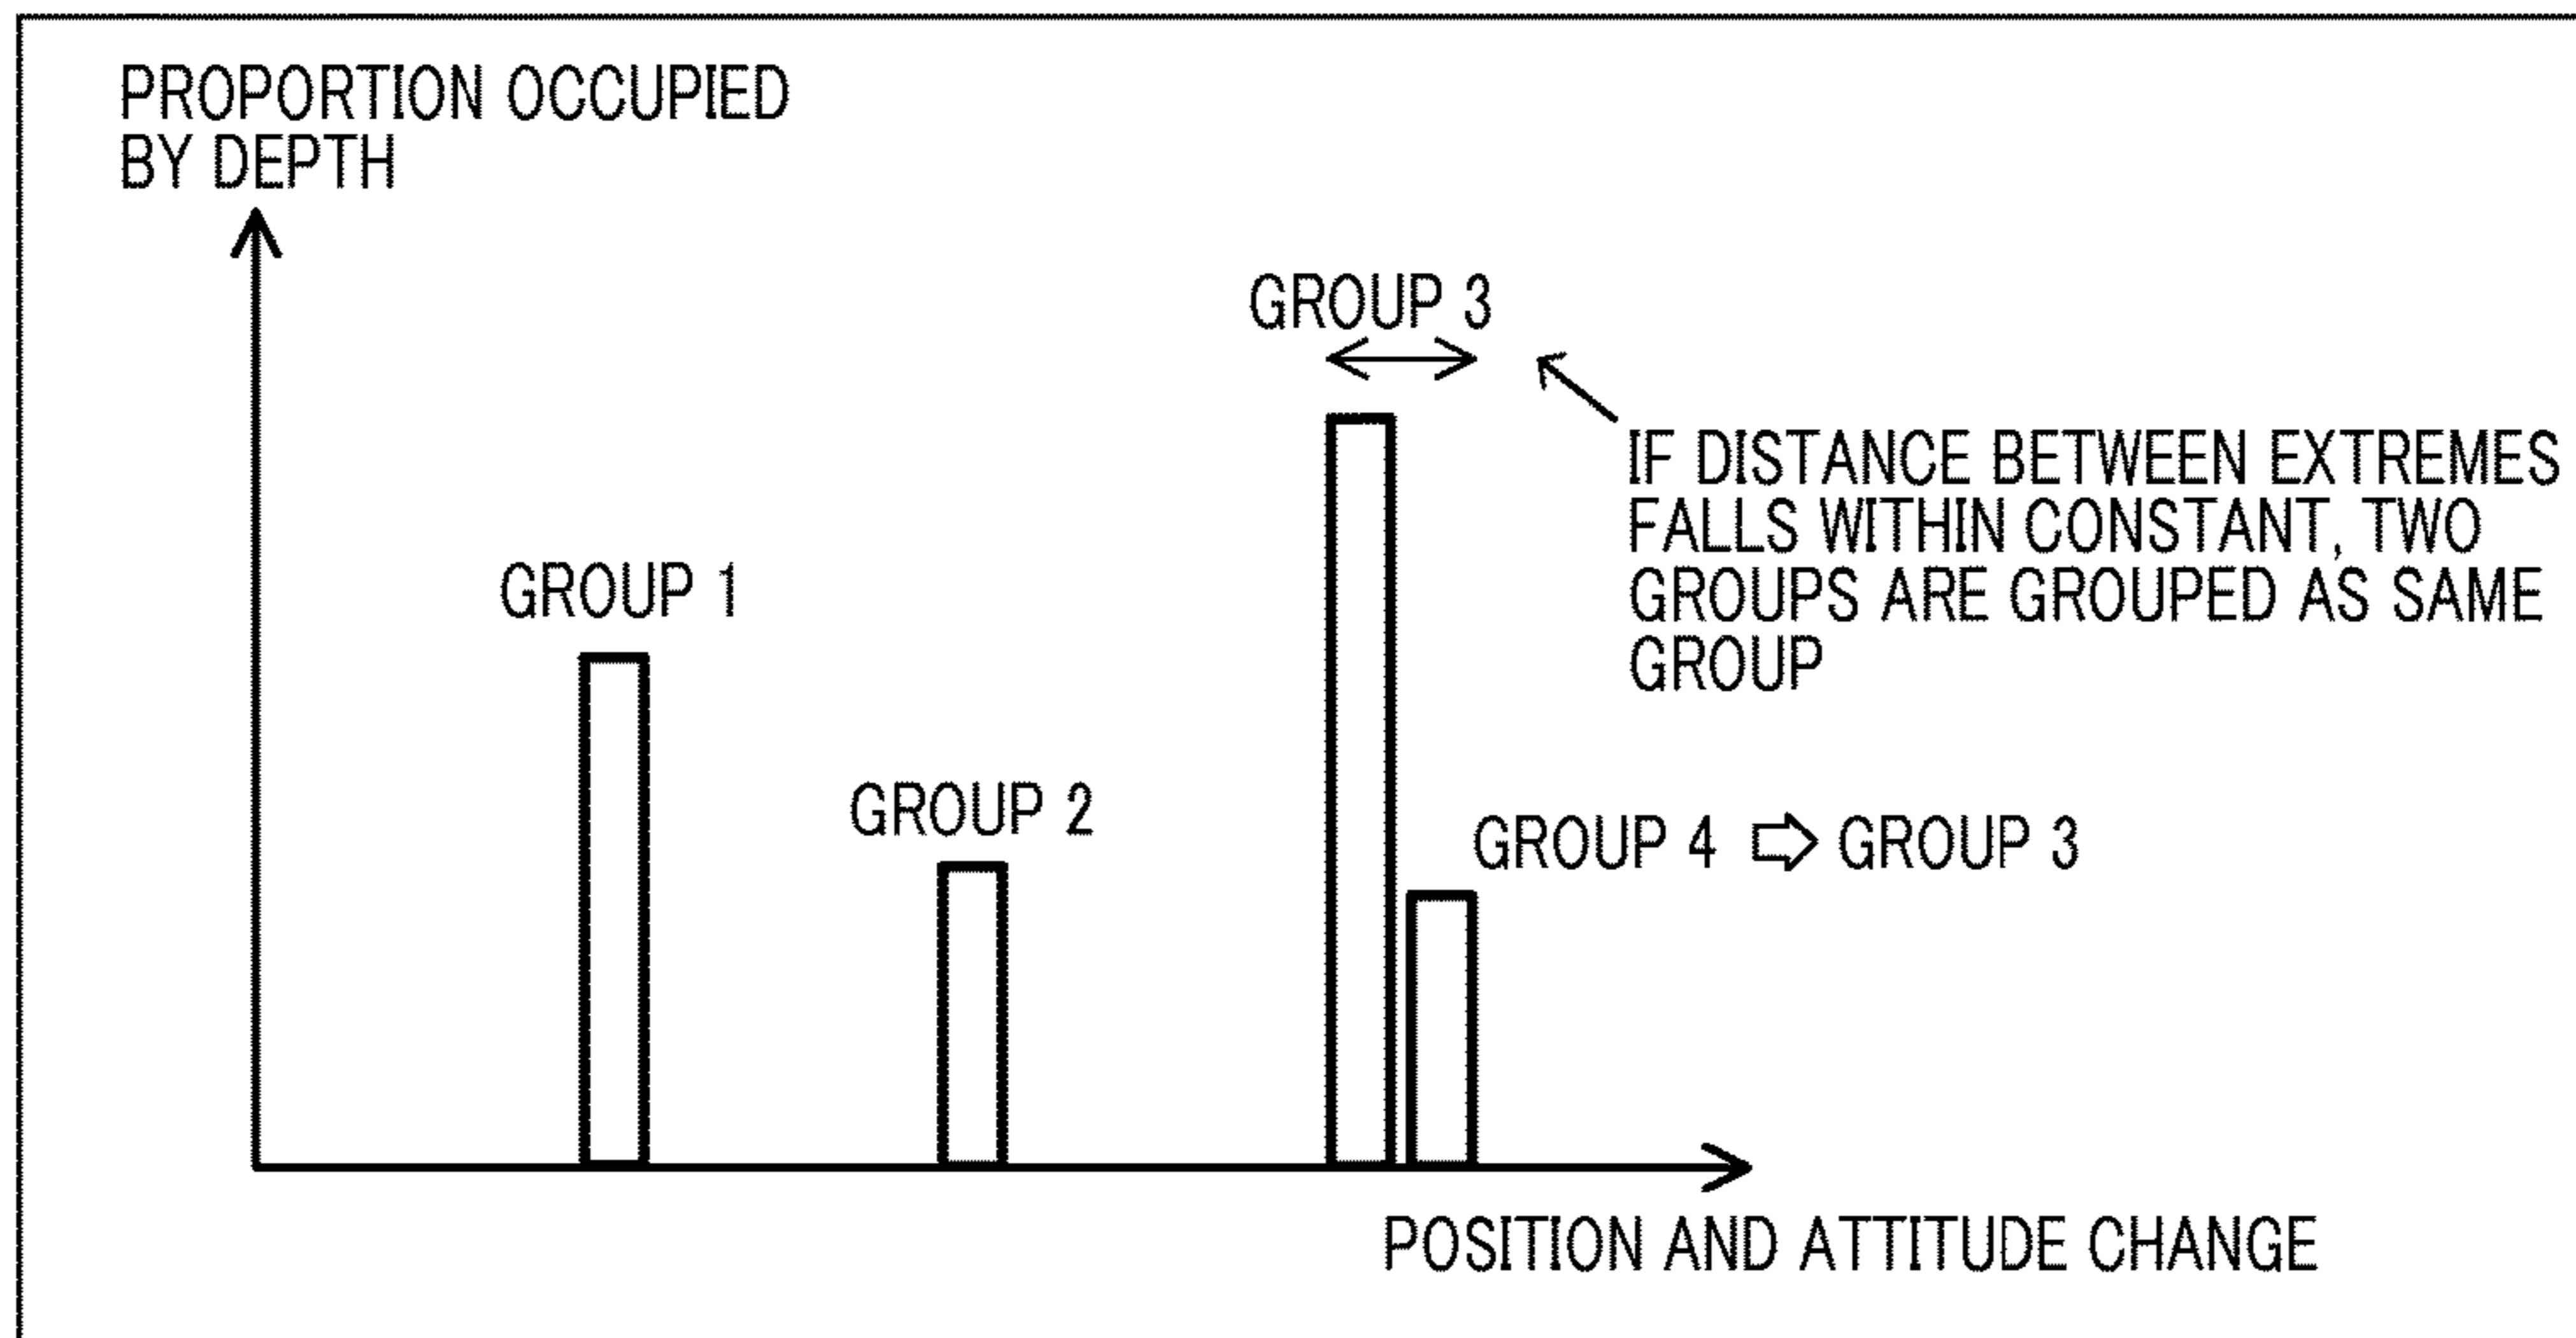 PROPORTION OCCUPIED
BY DEPTH
GROUP 3
IF DISTANCE BETWEEN EXTREMES
FALLS WITHIN CONSTANT, TWO
GROUPS ARE GROUPED AS SAME
GROUP
GROUP 1
GROUP 2
GROUP 4 ⇨ GROUP 3
POSITION AND ATTITUDE CHANGE